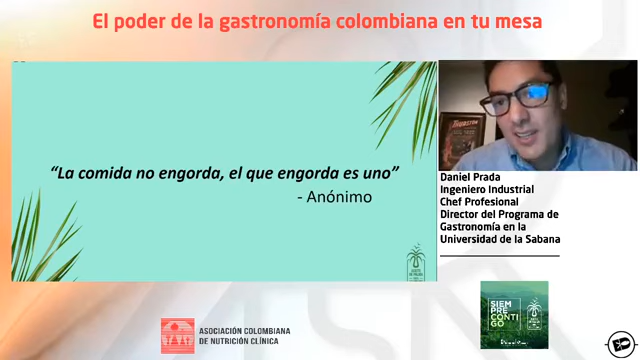 El poder de la gastronomía colombiana en tu mesa
“La comida no engorda, el que engorda es uno”
- Anónimo
Daniel Prada
Ingeniero Industrial
Chef Profesional
Director del Programa de
Gastronomía en la
Universidad de la Sabana
SIEM
PRE
CONTI
GO
ASOCIACIÓN COLOMBIANA
DE NUTRICIÓN CLÍNICA